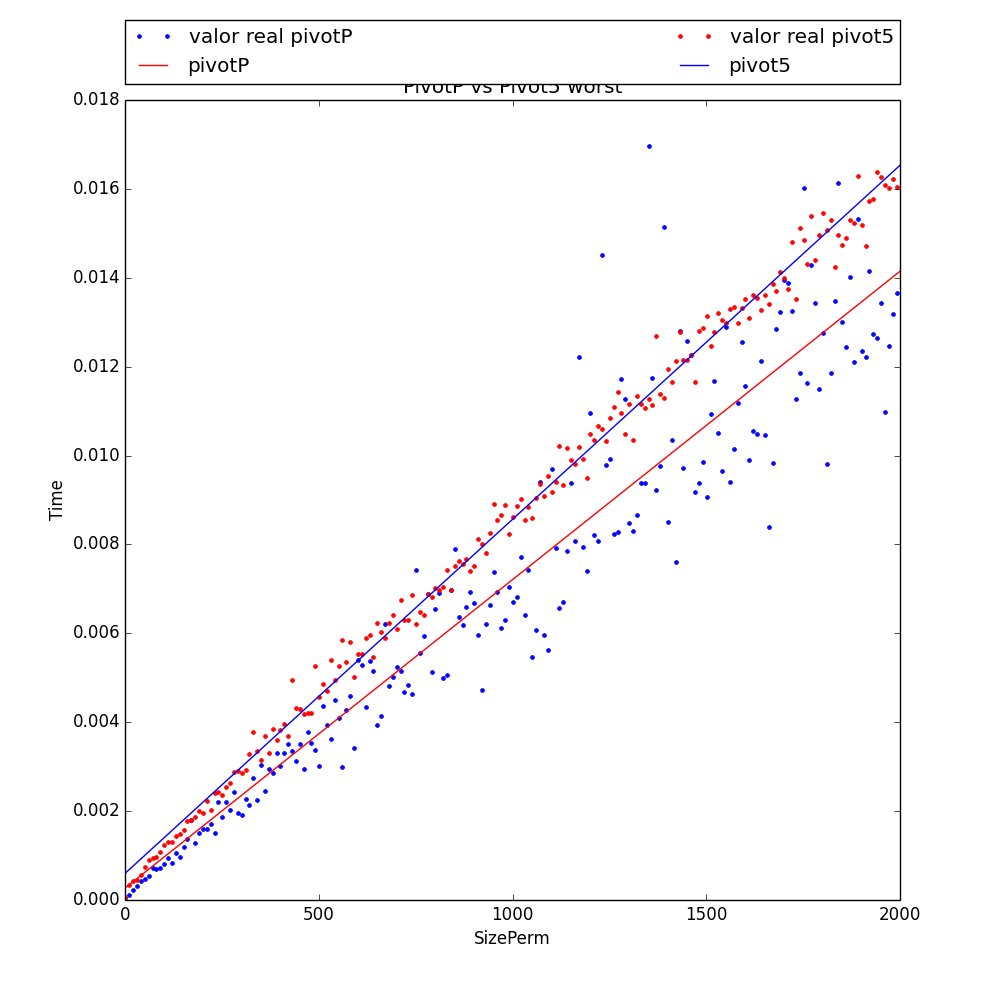 valor real pivotP
pivotP
valor real pivot5
pivot5
PivotP vs Pivot5 worst
0.018
0.016
0.014
0.012
0.010
0.008
0.006
0.004
0.002
0.000
Time
0
500
1000
1500
2000
SizePerm